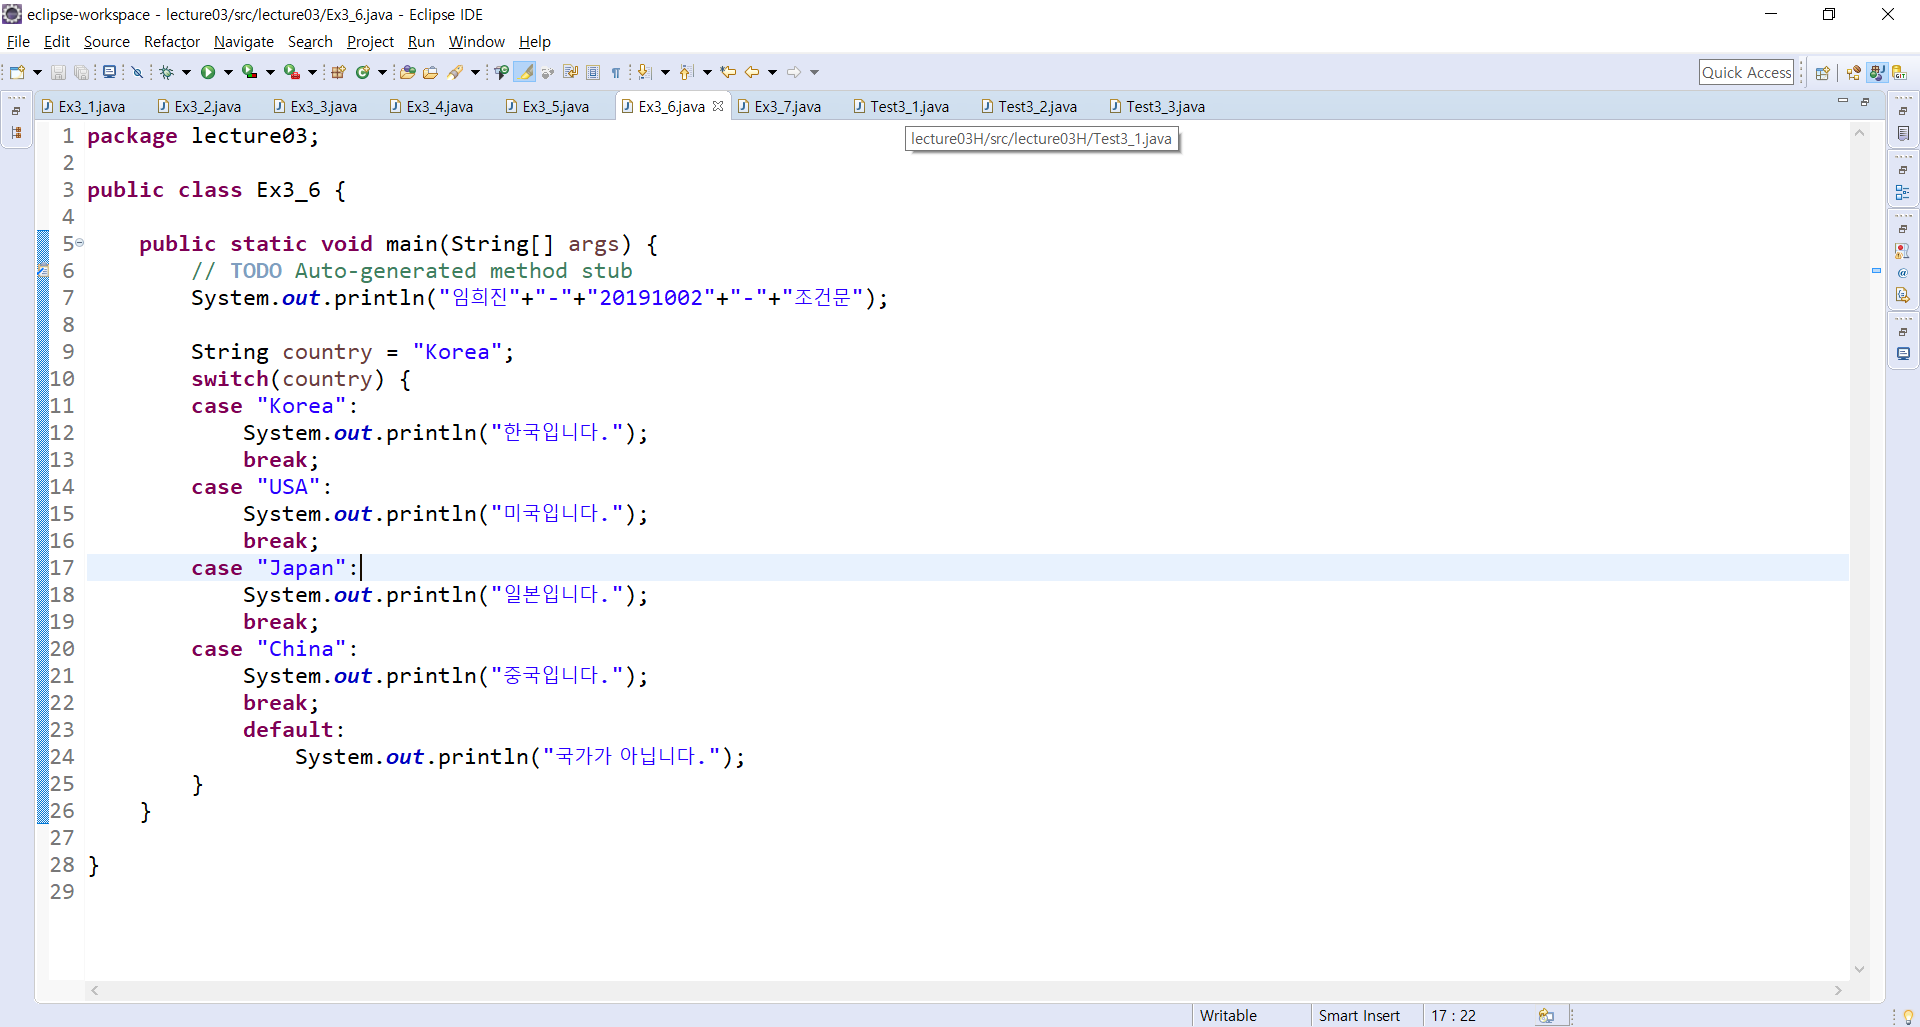 eclipse-workspace - lecture03/src/lecture03/Ex3_6.java - Eclipse IDE
File Edit Source Refactor Navigate Search Project Run Window Help
Quick Access
Ex3_1.java Ex3_2.java Ex3_3.java Ex3_4.java Ex3_5.java Ex3_6.java Ex3_7.java Test3_1.java Test3_2.java Test3_3.java
lecture03H/src/lecture03H/Test3_1.java
1 package lecture03;
2
3 public class Ex3_6 {
4
5 public static void main(String[] args) {
6 // TODO Auto-generated method stub
7 System.out.println("임희진"+"-"+"20191002"+"-"+"조건문");
8
9 String country = "Korea";
10 switch(country) {
11 case "Korea":
12 System.out.println("한국입니다.");
13 break;
14 case "USA":
15 System.out.println("미국입니다.");
16 break;
17 case "Japan":
18 System.out.println("일본입니다.");
19 break;
20 case "China":
21 System.out.println("중국입니다.");
22 break;
23 default:
24 System.out.println("국가가 아닙니다.");
25 }
26 }
27
28 }
29
Writable Smart Insert 17 : 22